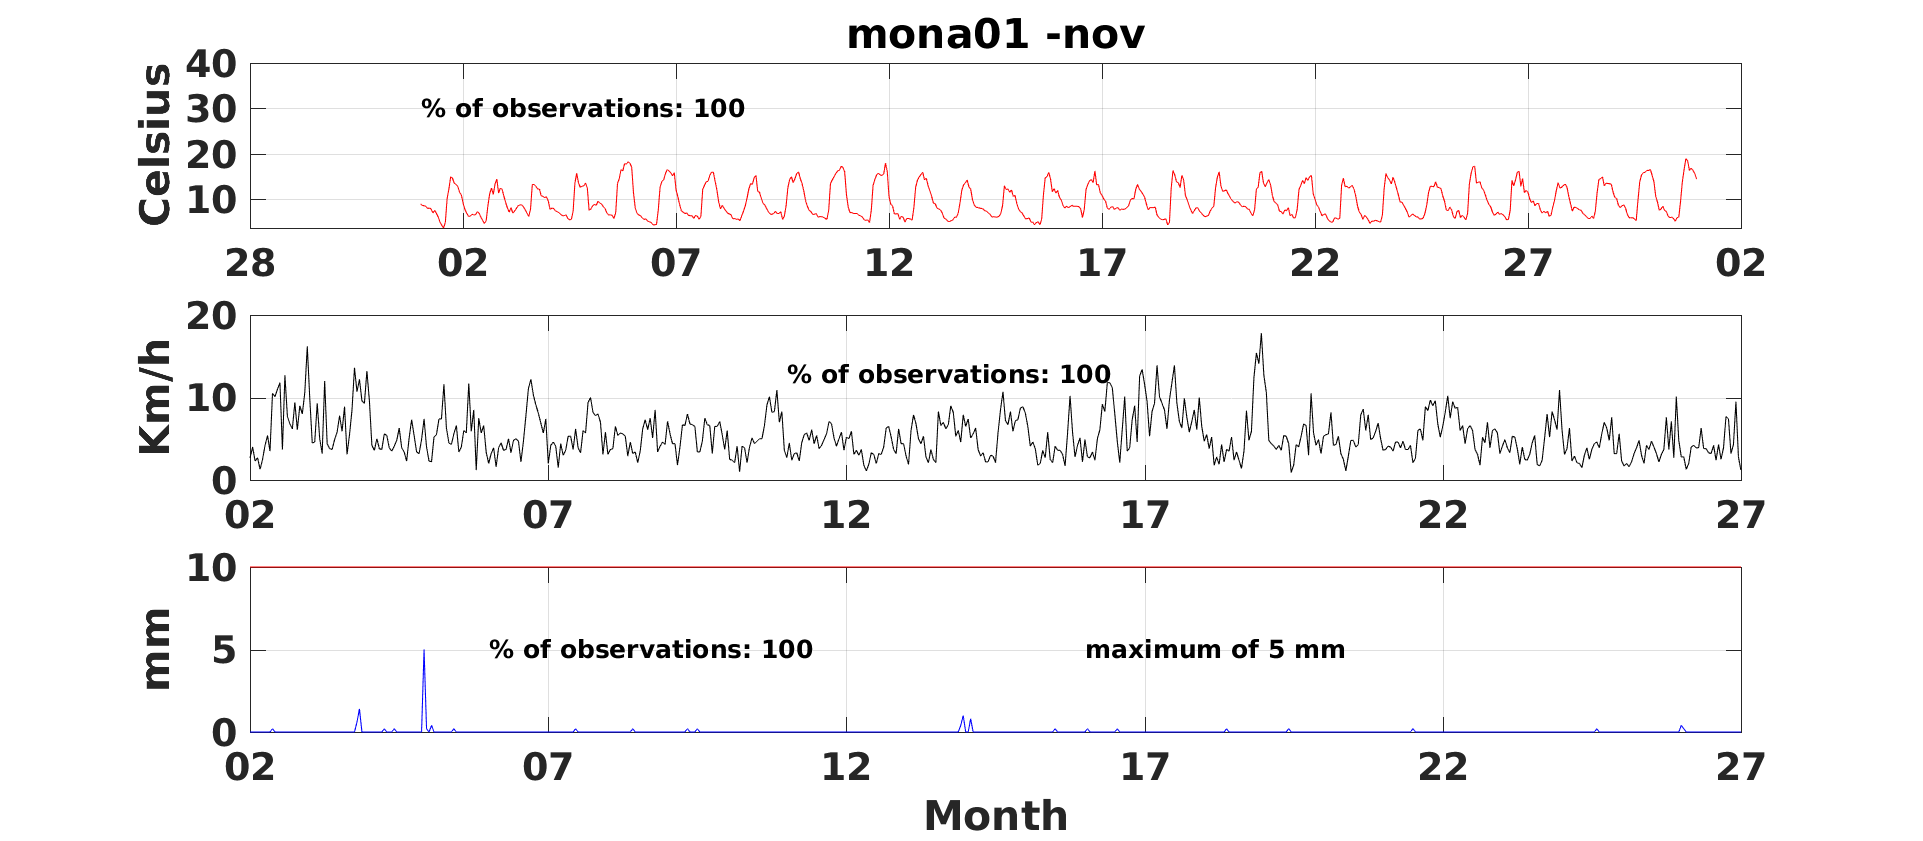 mona01 -nov
Celsius
40
30
20
10
% of observations: 100
28 02 07 12 17 22 27 02
Km/h
20
10
0
% of observations: 100
02 07 12 17 22 27
mm
10
5
0
% of observations: 100 maximum of 5 mm
02 07 12 17 22 27
Month